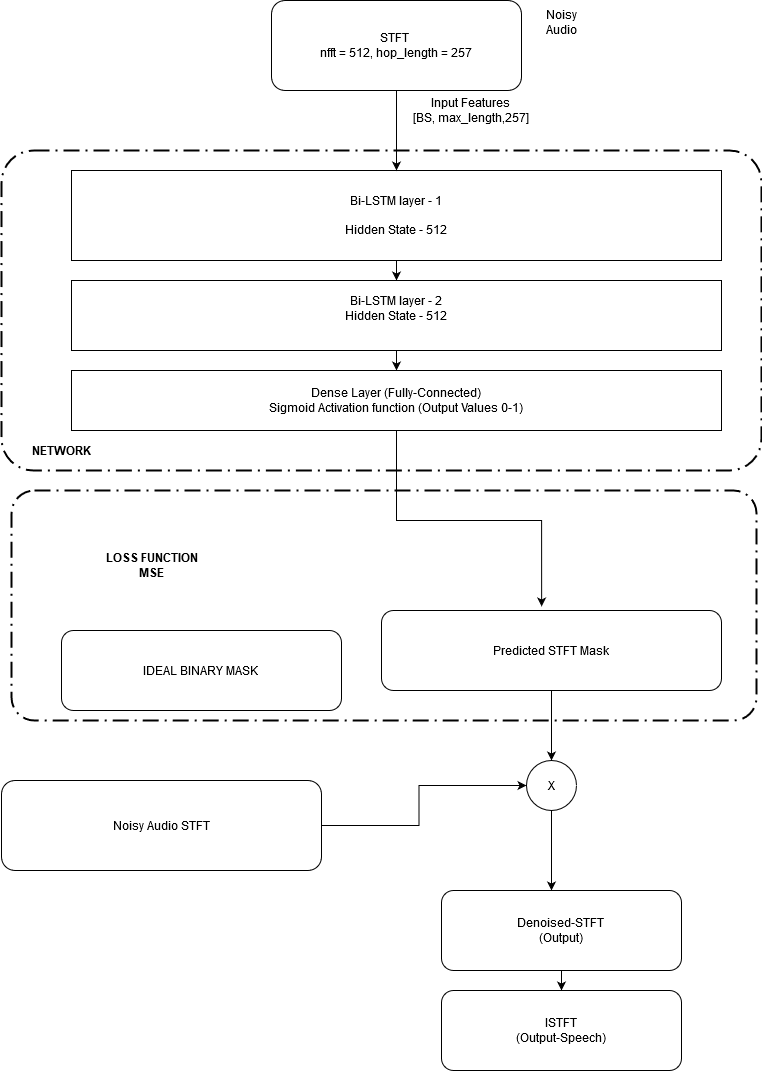 Noisy
Audio
STFT
nfft = 512, hop_length = 257
Input Features
[BS, max_length,257]
Bi-LSTM layer - 1
Hidden State - 512
Bi-LSTM layer - 2
Hidden State - 512
Dense Layer (Fully-Connected)
Sigmoid Activation function (Output Values 0-1)
NETWORK
LOSS FUNCTION
MSE
Predicted STFT Mask
IDEAL BINARY MASK
X
Noisy Audio STFT
Denoised-STFT
(Output)
ISTFT
(Output-Speech)